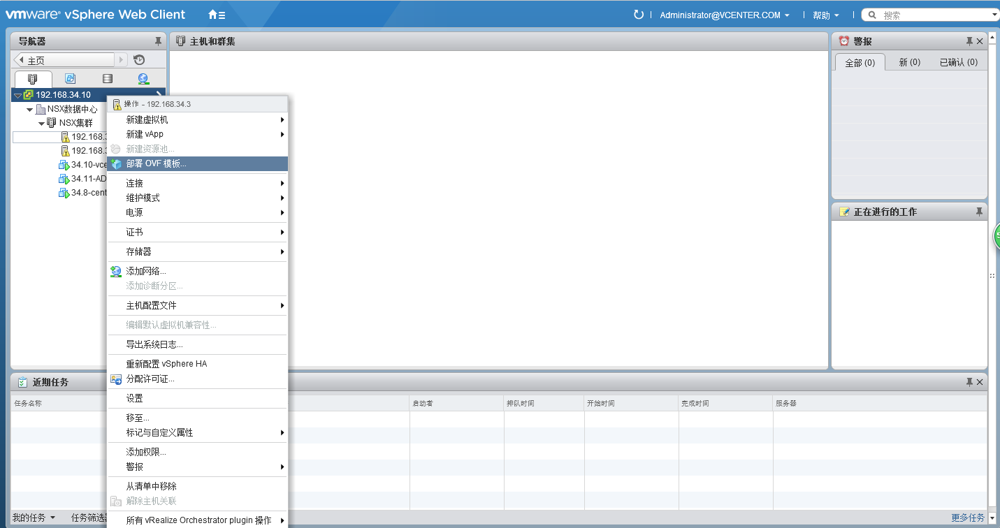 vmware® vSphere Web Client
Administrator@VCENTER.COM
帮助
搜索
导航器
主页
192.168.34.10
NSX数据中心
NSX集群
192.168.3
192.168.3
34.10-vce
34.11-AD
34.8-cent
主机和群集
操作 - 192.168.34.3
新建虚拟机
新建 vApp
新建资源池...
部署 OVF 模板...
连接
维护模式
电源
证书
存储器
添加网络...
添加诊断分区...
主机配置文件
编辑默认虚拟机兼容性...
导出系统日志...
重新配置 vSphere HA
分配许可证...
设置
移至...
标记与自定义属性
添加权限...
警报
从清单中移除
解除主机关联
所有 vRealize Orchestrator plugin 操作
警报
全部 (0)
新 (0)
已确认 (0)
正在进行的工作
近期任务
任务名称
启动者
排队时间
开始时间
完成时间
服务器
我的任务
任务筛选
更多任务